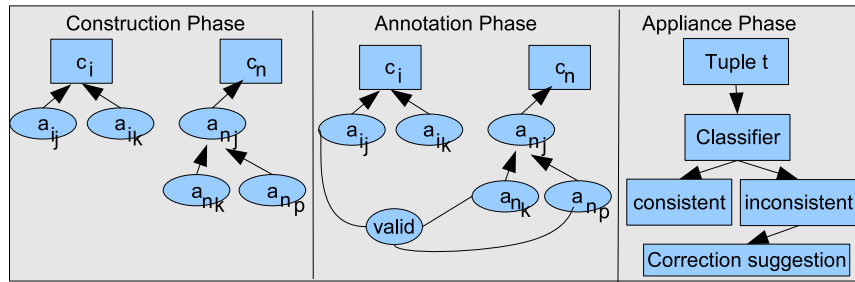 Construction Phase
c i
c n
a ij
a ik
a nj
a nk
a np
Annotation Phase
c i
c n
a ij
a ik
a nj
a nk
a np
valid
Appliance Phase
Tuple t
Classifier
consistent
inconsistent
Correction suggestion